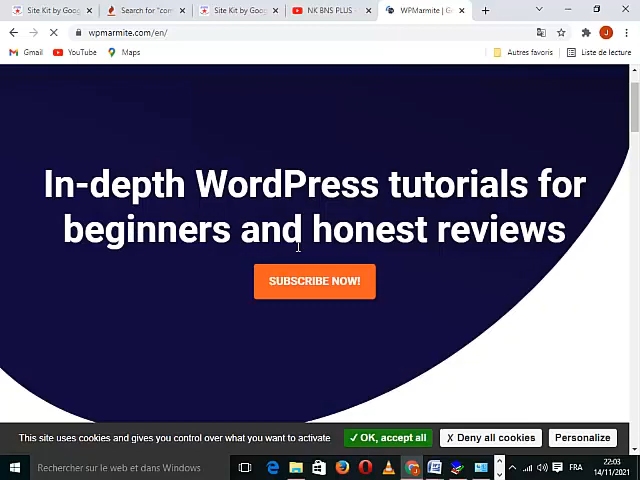 Site Kit by Goog
Search for "com
Site Kit by Goog
NK BNS PLUS -
WPMarmite | G
wpmarmite.com/en/
J
Gmail
YouTube
Maps
Autres favoris
Liste de lecture
In-depth WordPress tutorials for
beginners and honest reviews
SUBSCRIBE NOW!
This site uses cookies and gives you control over what you want to activate
✓ OK, accept all
✗ Deny all cookies
Personalize
Rechercher sur le web et dans Windows
FRA
22:03
14/11/2021